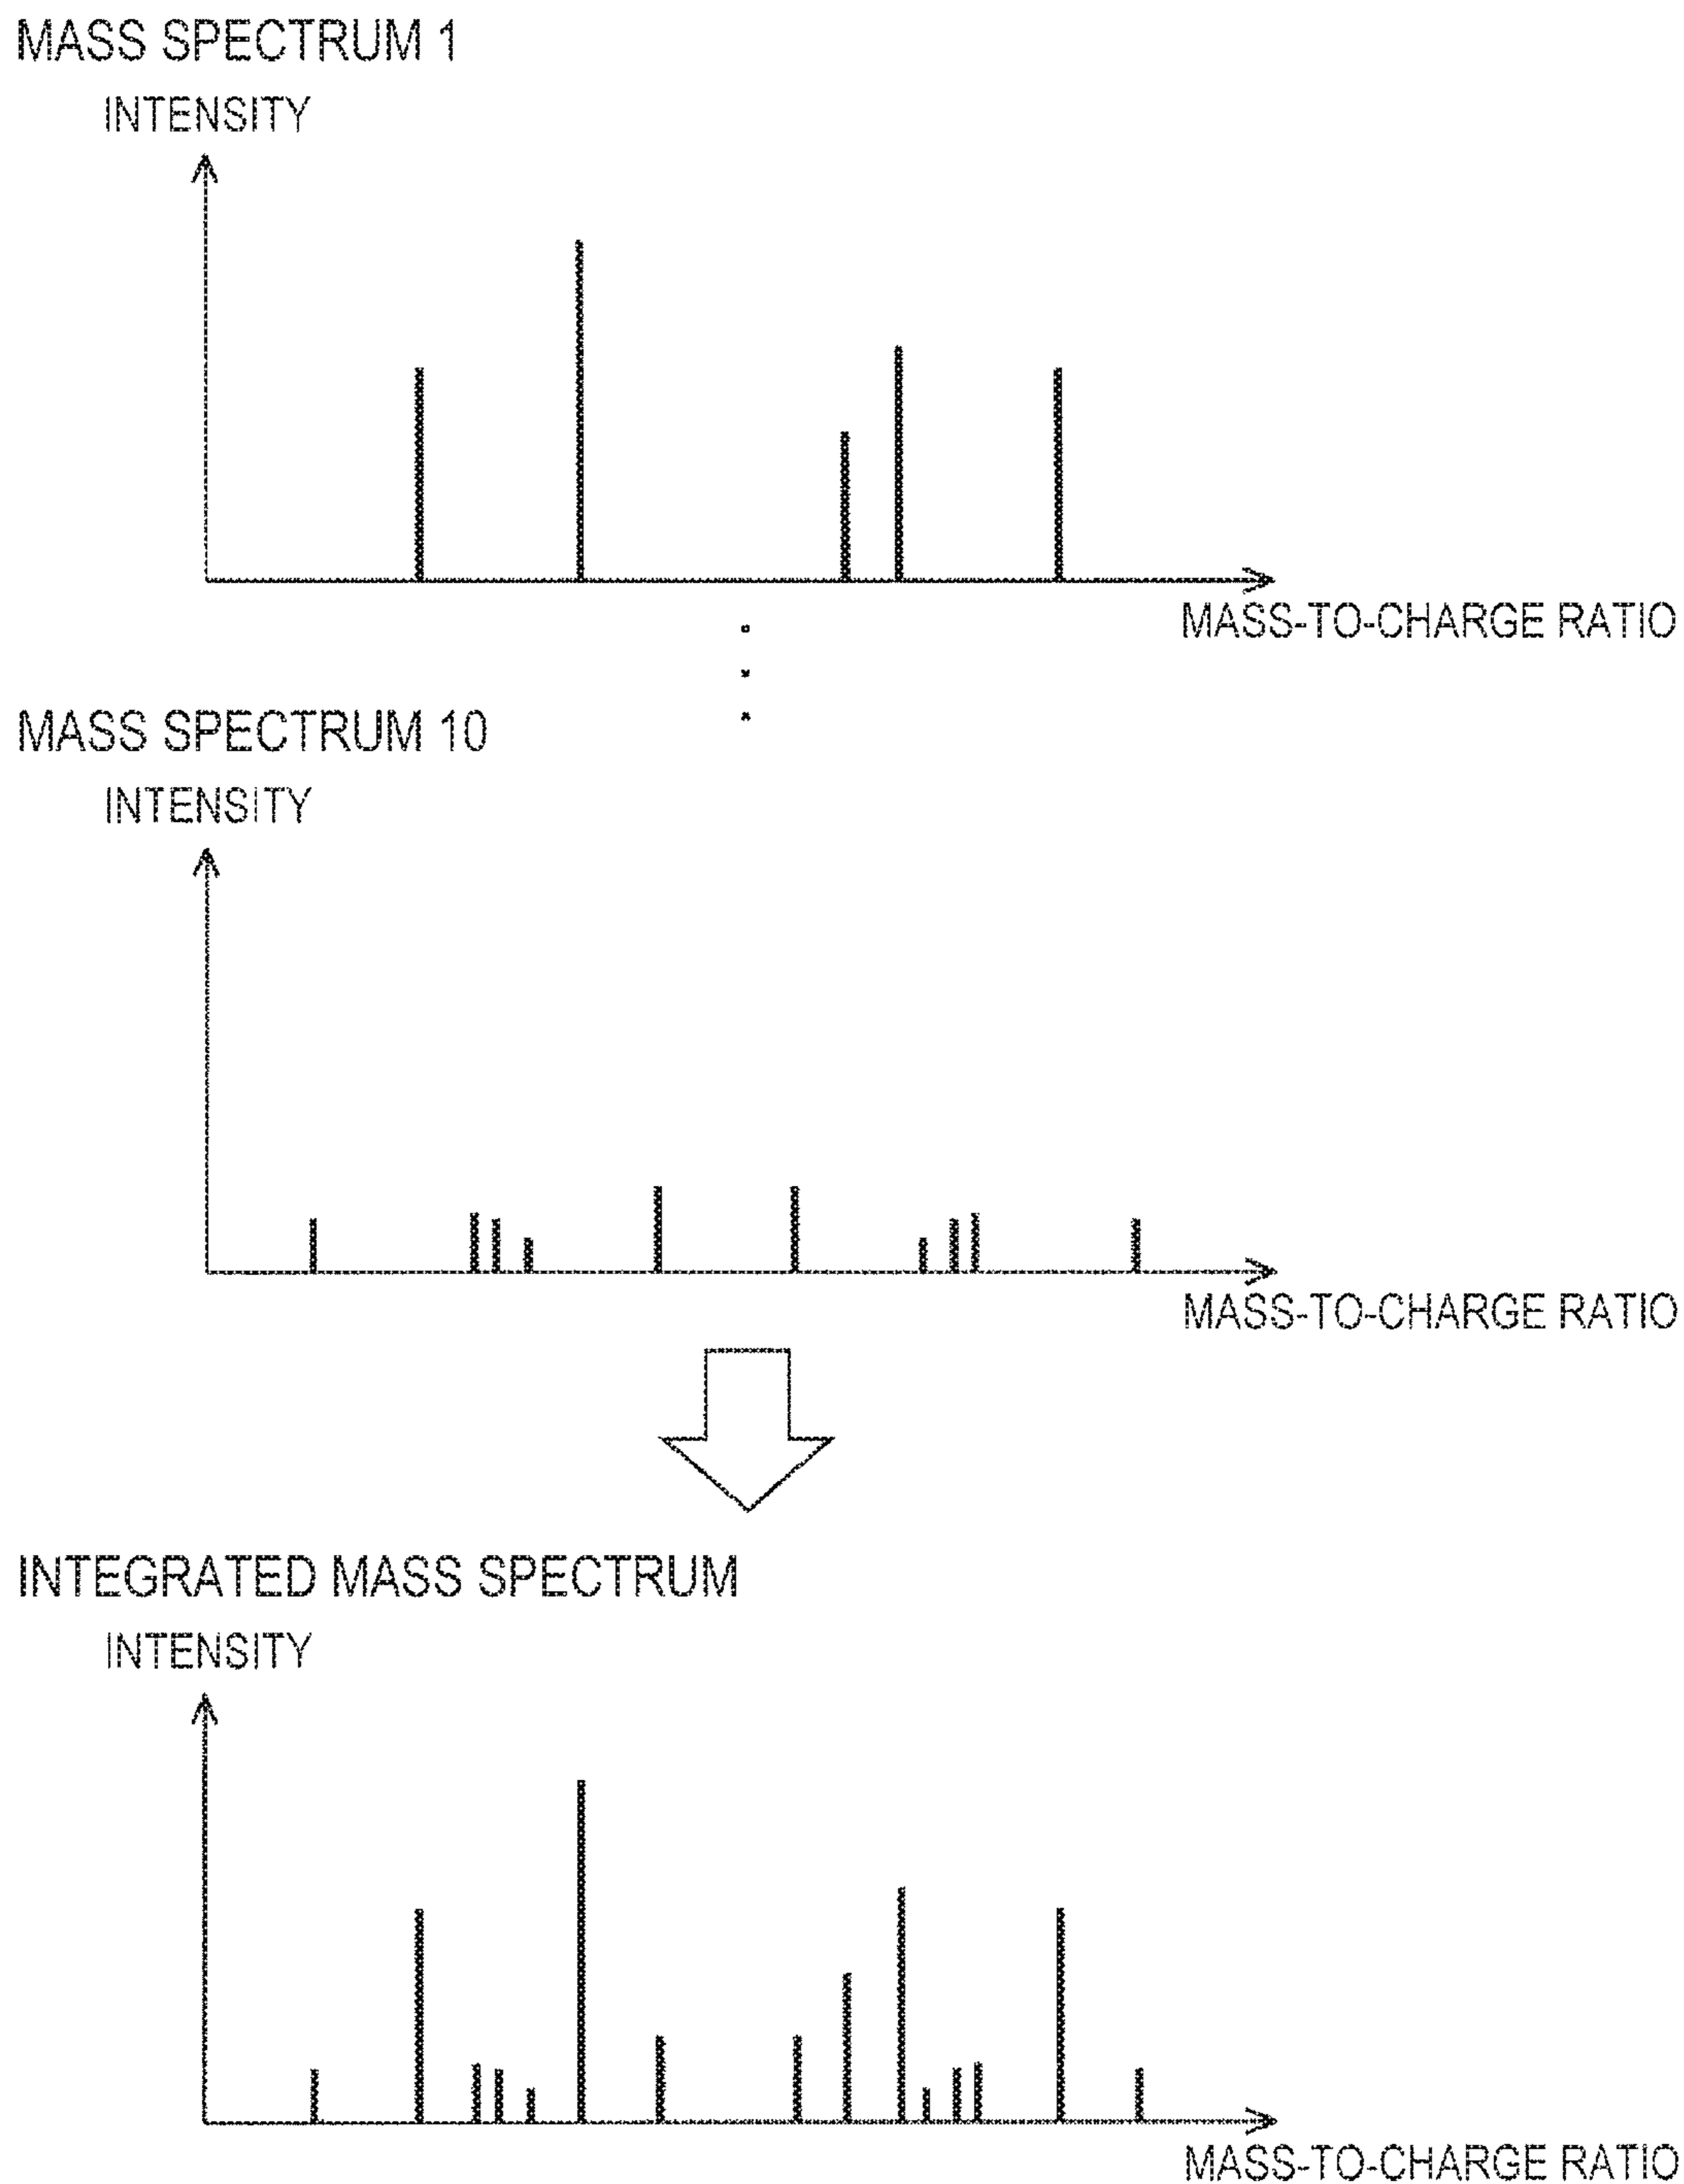 MASS SPECTRUM 1
INTENSITY
MASS-TO-CHARGE RATIO
MASS SPECTRUM 10
INTENSITY
MASS-TO-CHARGE RATIO
INTEGRATED MASS SPECTRUM
INTENSITY
MASS-TO-CHARGE RATIO